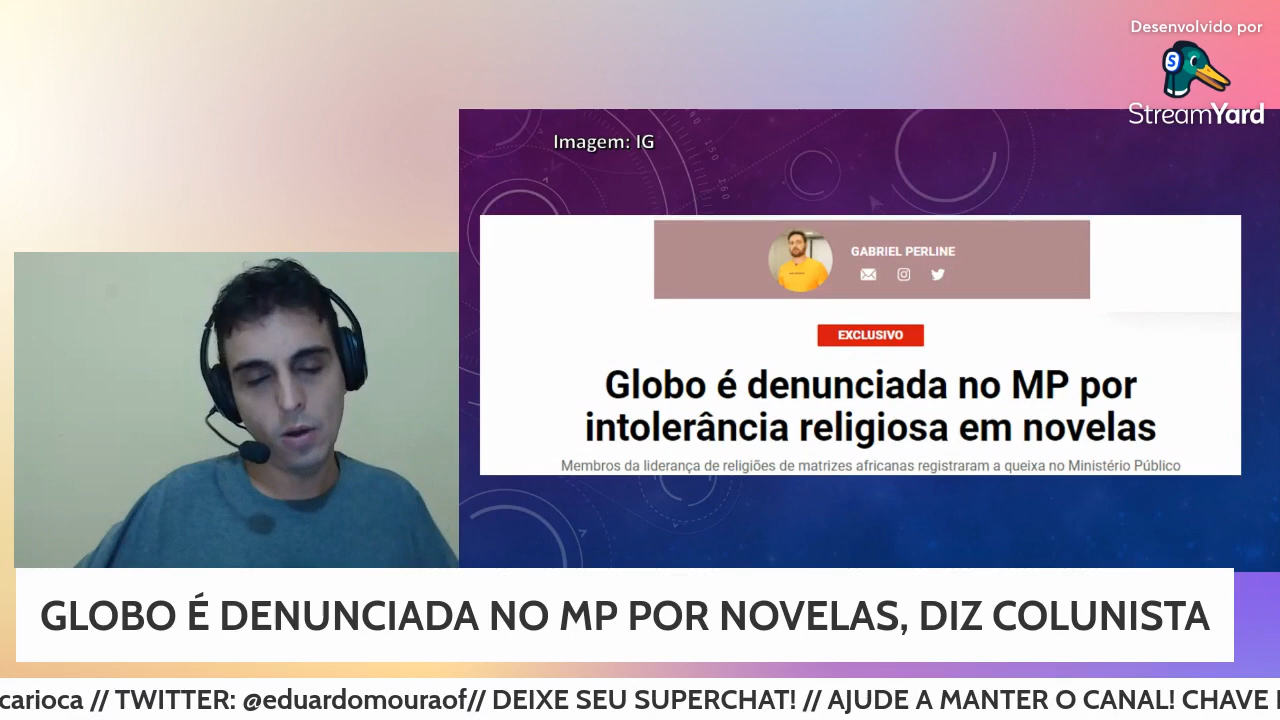 Desenvolvido por
StreamYard
Imagem: IG
150
160
GABRIEL PERLINE
EXCLUSIVO
Globo é denunciada no MP por
intolerância religiosa em novelas
Membros da liderança de religiões de matrizes africanas registraram a queixa no Ministério Público
GLOBO É DENUNCIADA NO MP POR NOVELAS, DIZ COLUNISTA
carioca // TWITTER: @eduardomouraof// DEIXE SEU SUPERCHAT! // AJUDE A MANTER O CANAL! CHAVE